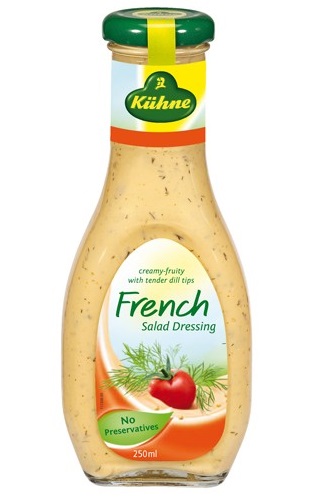 Kühne
creamy-fruity
with tender dill tips
French
Salad Dressing
No
Preservatives
250ml